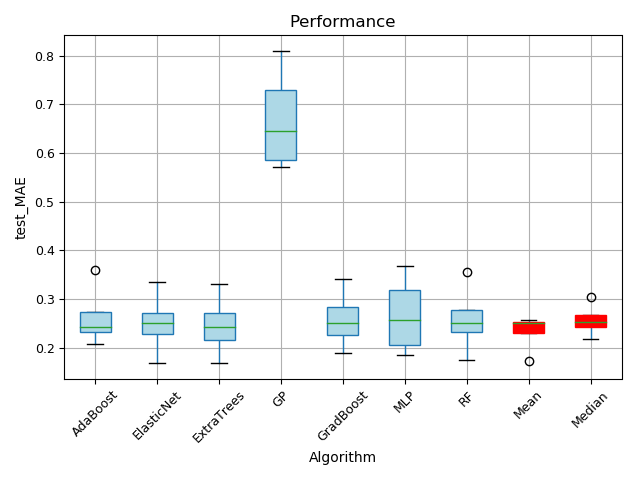 Performance
test_MAE
0.8
0.7
0.6
0.5
0.4
0.3
0.2
AdaBoost
ElasticNet
ExtraTrees
GP
GradBoost
MLP
RF
Mean
Median
Algorithm